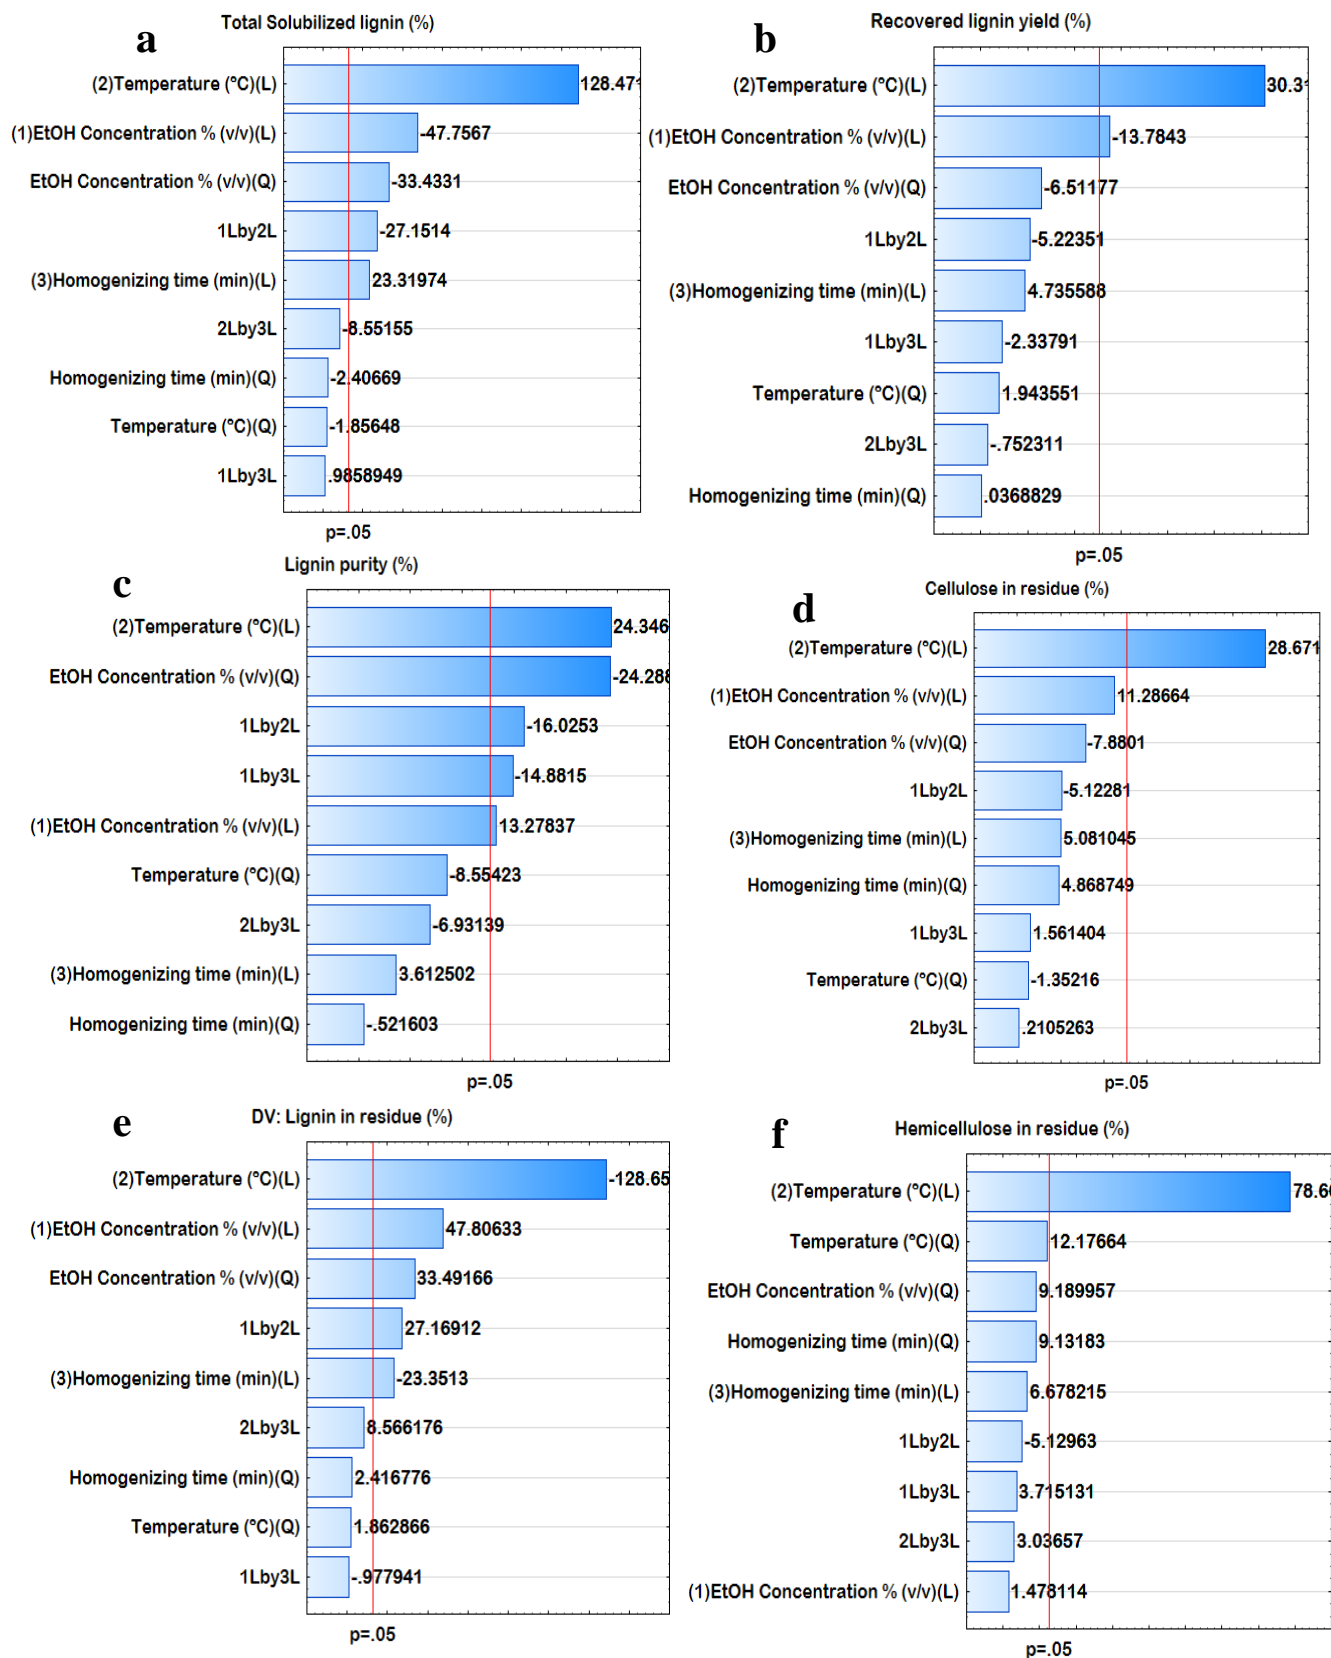 a
Total Solubilized lignin (%)
(2)Temperature (°C)(L)
128.471
(1)EtOH Concentration % (v/v)(L)
-47.7567
EtOH Concentration % (v/v)(Q)
-33.4331
1Lby2L
-27.1514
(3)Homogenizing time (min)(L)
23.31974
2Lby3L
-8.55155
Homogenizing time (min)(Q)
-2.40669
Temperature (°C)(Q)
-1.85648
1Lby3L
.9858949
p=.05
b
Recovered lignin yield (%)
(2)Temperature (°C)(L)
30.3
(1)EtOH Concentration % (v/v)(L)
-13.7843
EtOH Concentration % (v/v)(Q)
-6.51177
1Lby2L
-5.22351
(3)Homogenizing time (min)(L)
4.735588
1Lby3L
-2.33791
Temperature (°C)(Q)
1.943551
2Lby3L
-.752311
Homogenizing time (min)(Q)
.0368829
p=.05
c
Lignin purity (%)
(2)Temperature (°C)(L)
24.346
EtOH Concentration % (v/v)(Q)
-24.288
1Lby2L
-16.0253
1Lby3L
-14.8815
(1)EtOH Concentration % (v/v)(L)
13.27837
Temperature (°C)(Q)
-8.55423
2Lby3L
-6.93139
(3)Homogenizing time (min)(L)
3.612502
Homogenizing time (min)(Q)
-.521603
p=.05
d
Cellulose in residue (%)
(2)Temperature (°C)(L)
28.671
(1)EtOH Concentration % (v/v)(L)
11.28664
EtOH Concentration % (v/v)(Q)
-7.8801
1Lby2L
-5.12281
(3)Homogenizing time (min)(L)
5.081045
Homogenizing time (min)(Q)
4.868749
1Lby3L
1.561404
Temperature (°C)(Q)
-1.35216
2Lby3L
.2105263
p=.05
e
DV: Lignin in residue (%)
(2)Temperature (°C)(L)
-128.65
(1)EtOH Concentration % (v/v)(L)
47.80633
EtOH Concentration % (v/v)(Q)
33.49166
1Lby2L
27.16912
(3)Homogenizing time (min)(L)
-23.3513
2Lby3L
8.566176
Homogenizing time (min)(Q)
2.416776
Temperature (°C)(Q)
1.862866
1Lby3L
-.977941
p=.05
f
Hemicellulose in residue (%)
(2)Temperature (°C)(L)
78.6
Temperature (°C)(Q)
12.17664
EtOH Concentration % (v/v)(Q)
9.189957
Homogenizing time (min)(Q)
9.13183
(3)Homogenizing time (min)(L)
6.678215
1Lby2L
-5.12963
1Lby3L
3.715131
2Lby3L
3.03657
(1)EtOH Concentration % (v/v)(L)
1.478114
p=.05